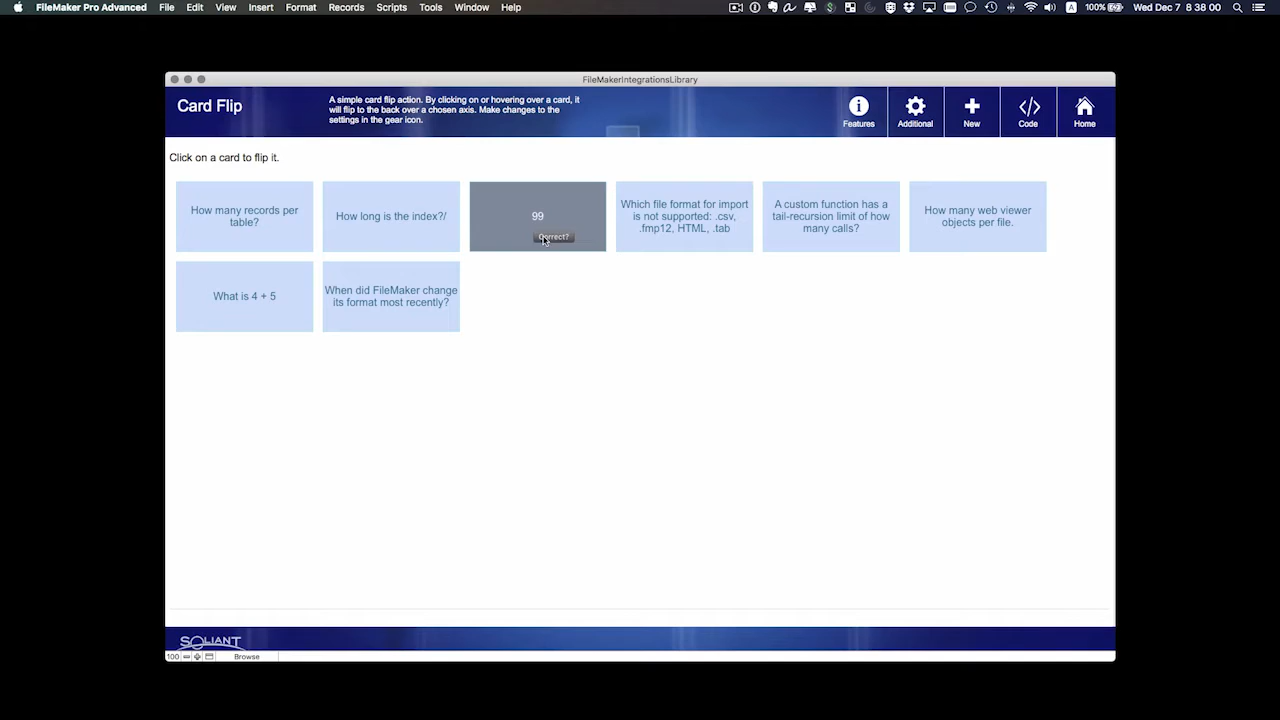 FileMaker Pro Advanced File Edit View Insert Format Records Scripts Tools Window Help 100% Wed Dec 7 8 38 00
FileMakerIntegrationsLibrary
Card Flip
A simple card flip action. By clicking on or hovering over a card, it
will flip to the back over a chosen axis. Make changes to the
settings in the gear icon.
Features Additional New Code Home
Click on a card to flip it.
How many records per
table?
How long is the index?/
99
Correct?
Which file format for import
is not supported: .csv,
.fmp12, HTML, .tab
A custom function has a
tail-recursion limit of how
many calls?
How many web viewer
objects per file.
What is 4 + 5
When did FileMaker change
its format most recently?
SOLIANT
100 Browse